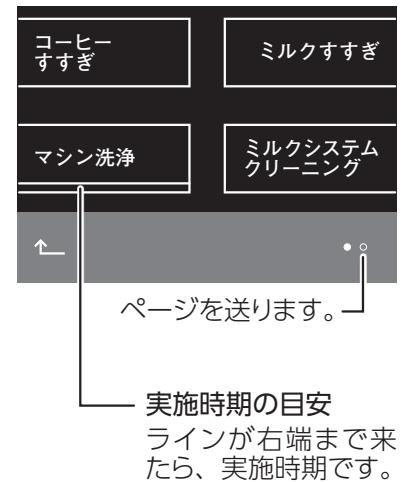 コーヒー
すすぎ
ミルクすすぎ
マシン洗浄
ミルクシステム
クリーニング
ページを送ります。
実施時期の目安
ラインが右端まで来
たら、実施時期です。